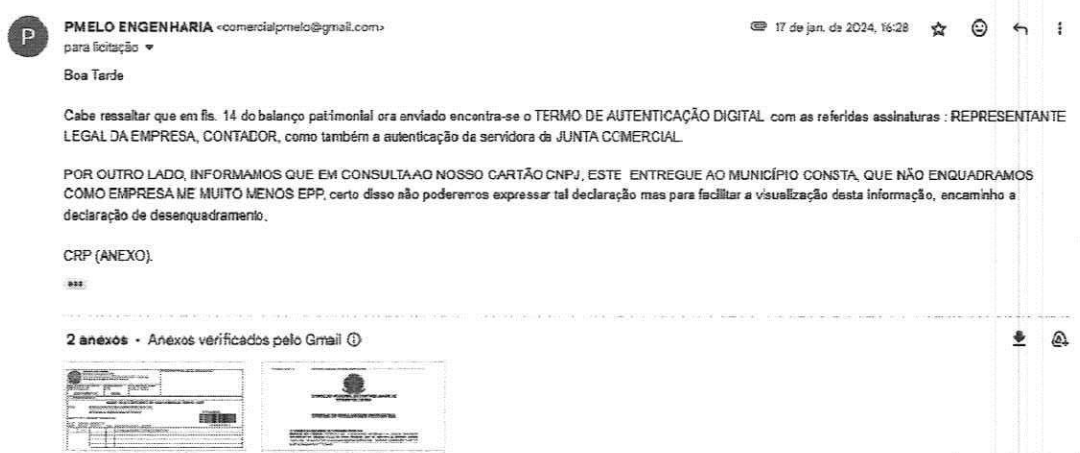 P
PMELO ENGENHARIA <comercialpmelo@gmail.com>
17 de jan. de 2024, 16:28
para licitação
Boa Tarde
Cabe ressaltar que em fls. 14 do balanço patrimonial ora enviado encontra-se o TERMO DE AUTENTICAÇÃO DIGITAL com as referidas assinaturas : REPRESENTANTE
LEGAL DA EMPRESA, CONTADOR, como também a autenticação da servidora da JUNTA COMERCIAL.
POR OUTRO LADO, INFORMAMOS QUE EM CONSULTA AO NOSSO CARTÃO CNPJ, ESTE ENTREGUE AO MUNICÍPIO CONSTA, QUE NÃO ENQUADRAMOS
COMO EMPRESA ME MUITO MENOS EPP, certo disso não poderemos expressar tal declaração mas para facilitar a visualização desta informação, encaminho a
declaração de desenquadramento.
CRP (ANEXO).
2 anexos • Anexos verificados pelo Gmail